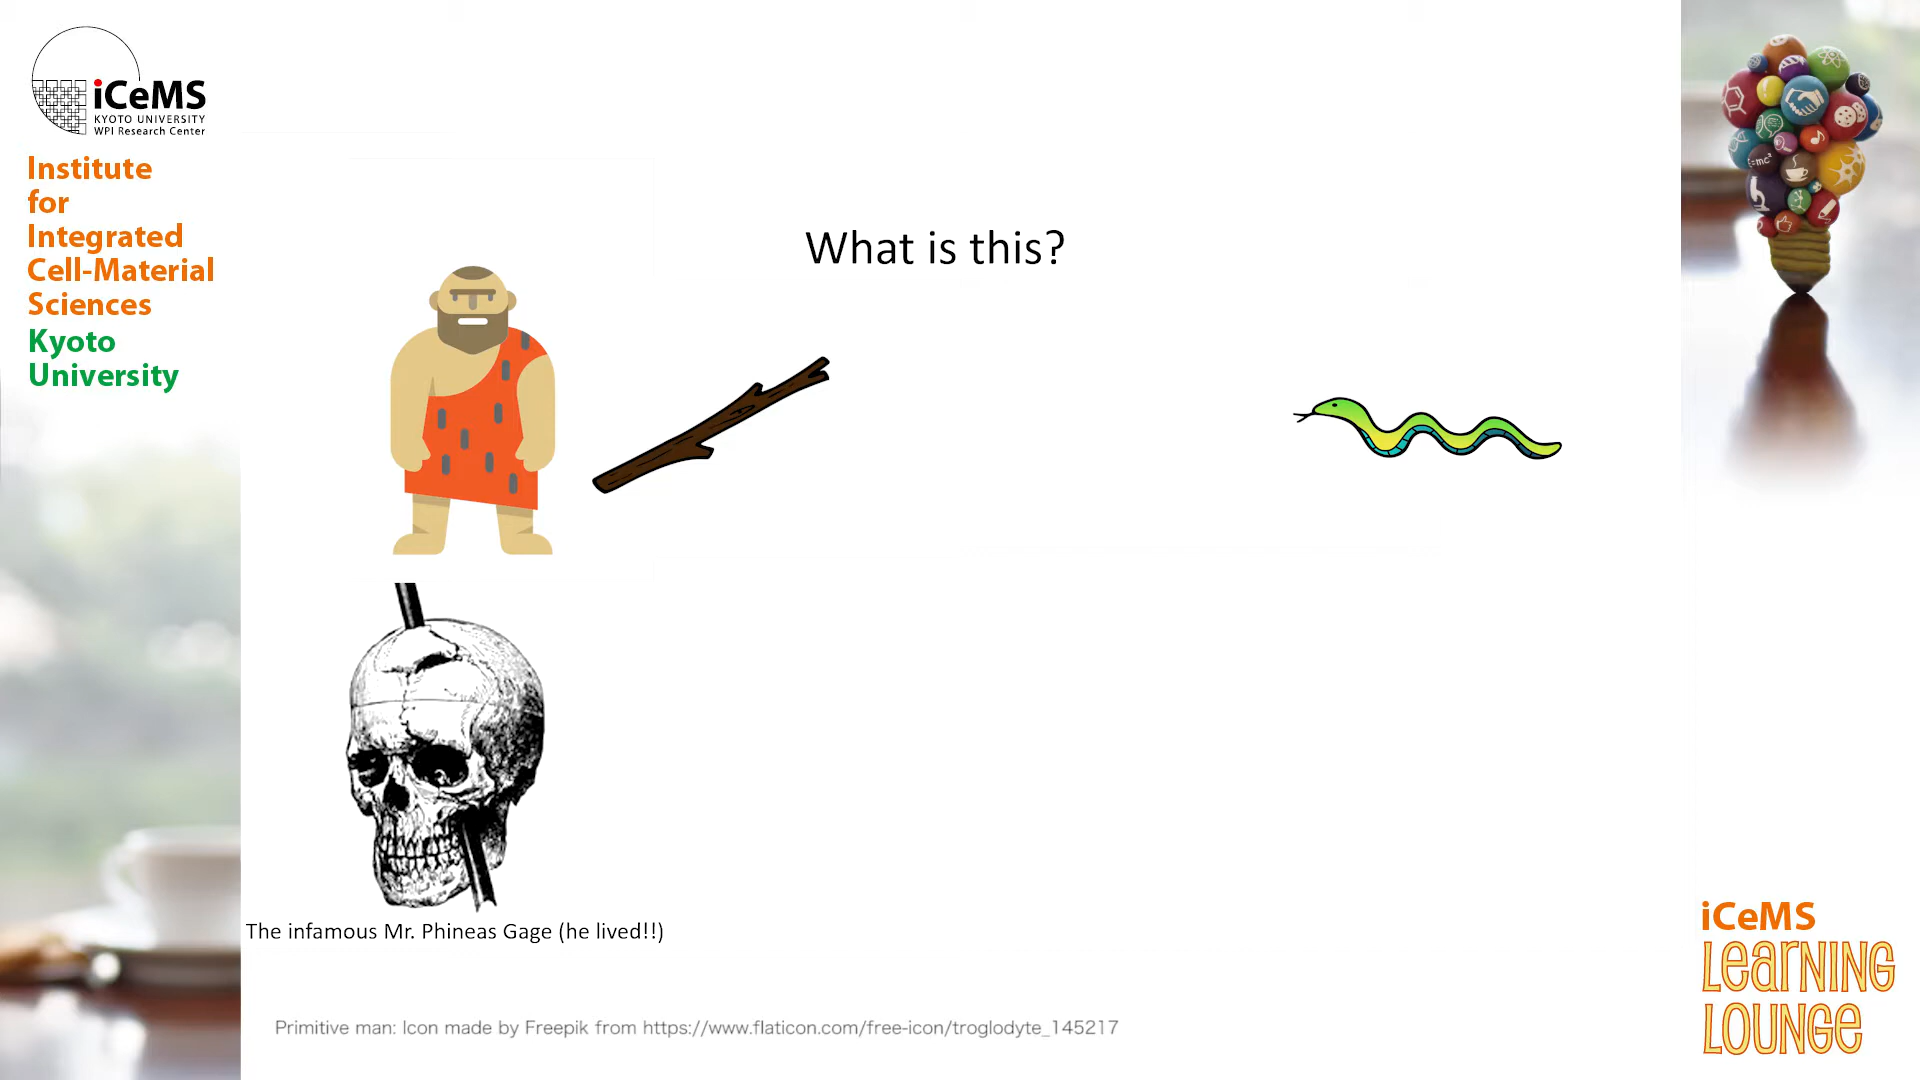 iCeMS
KYOTO UNIVERSITY
WPI Research Center
Institute
for
Integrated
Cell-Material
Sciences
Kyoto
University
What is this?
The infamous Mr. Phineas Gage (he lived!!)
Primitive man: Icon made by Freepik from https://www.flaticon.com/free-icon/troglodyte_145217
=mc²
iCeMS
LeaRNING
LOUNGe